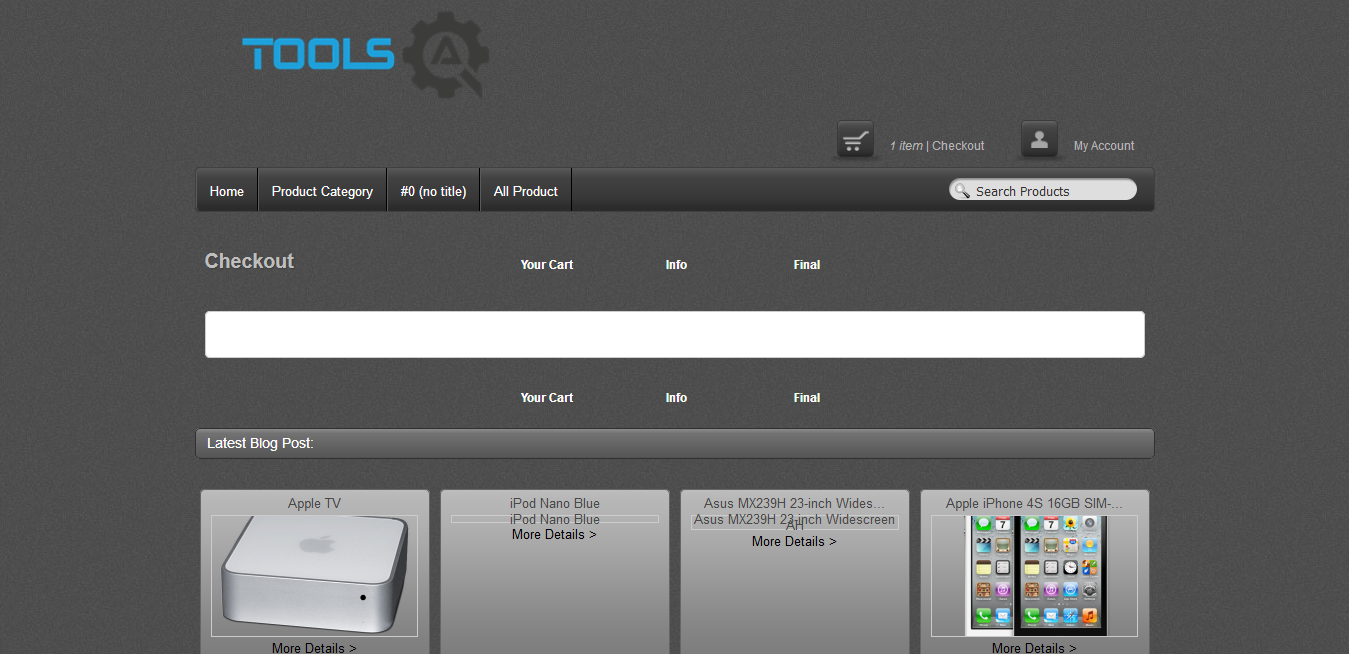 TOOLS
1 item | Checkout
My Account
Home
Product Category
#0 (no title)
All Product
Search Products
Checkout
Your Cart
Info
Final
Your Cart
Info
Final
Latest Blog Post:
Apple TV
More Details >
iPod Nano Blue
iPod Nano Blue
More Details >
Asus MX239H 23-inch Wides...
Asus MX239H 23-inch Widescreen
AH
More Details >
Apple iPhone 4S 16GB SIM-...
More Details >